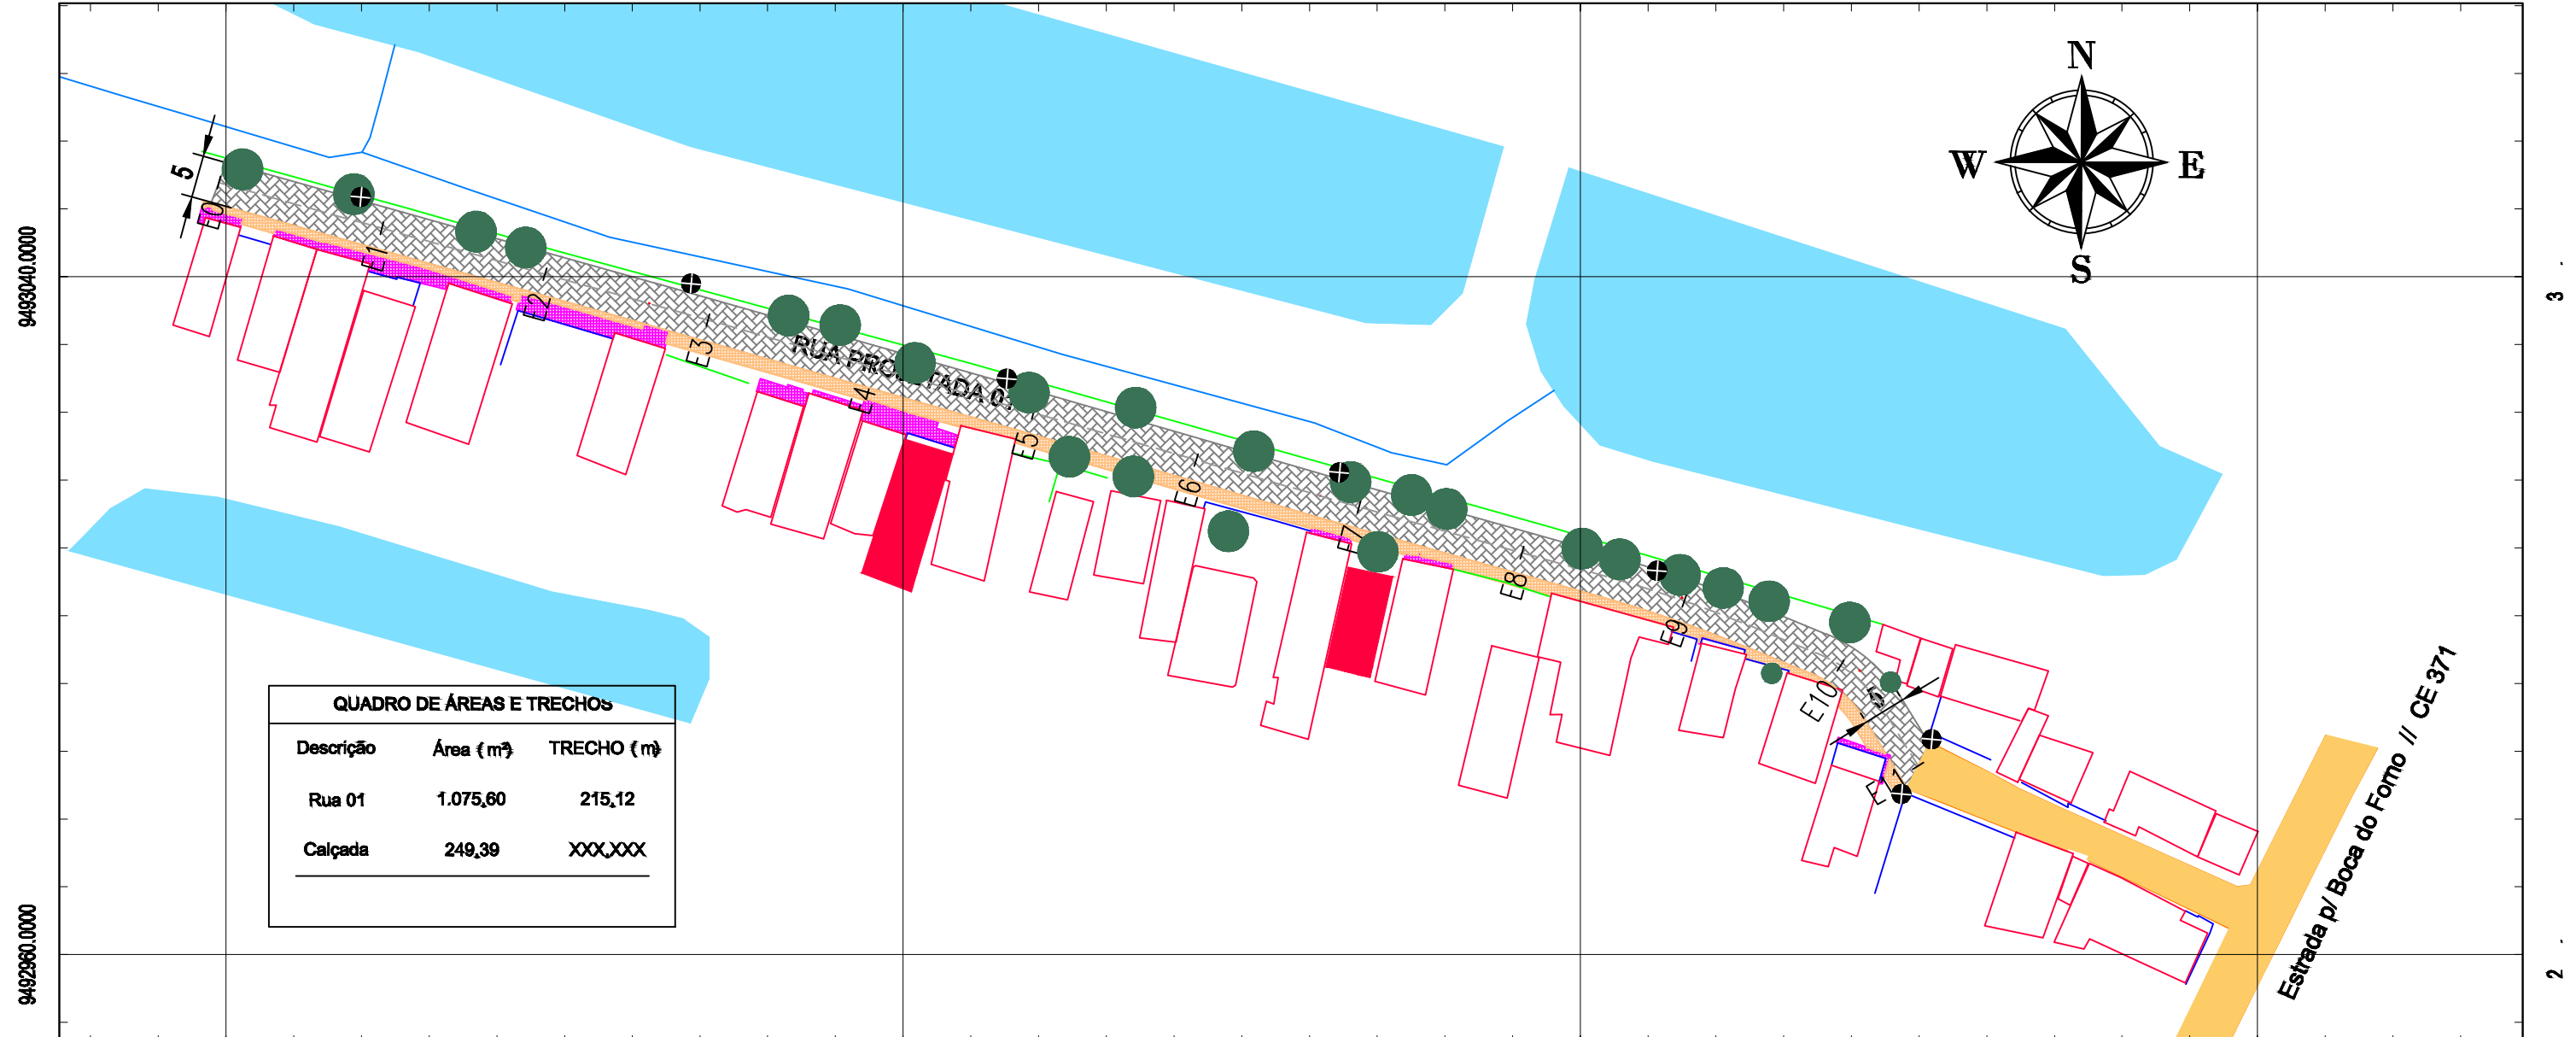 N
W
E
S
9493040.0000
9492960.0000
3
2
5
E0
E1
E2
E3
E4
E5
E6
E7
E8
E9
E10
5
Estrada p/ Boca do Forno // CE 371
QUADRO DE ÁREAS E TRECHOS
Descrição Área (m²) TRECHO (m)
Rua 01 1.075,60 215,12
Calçada 249,39 XXX,XXX